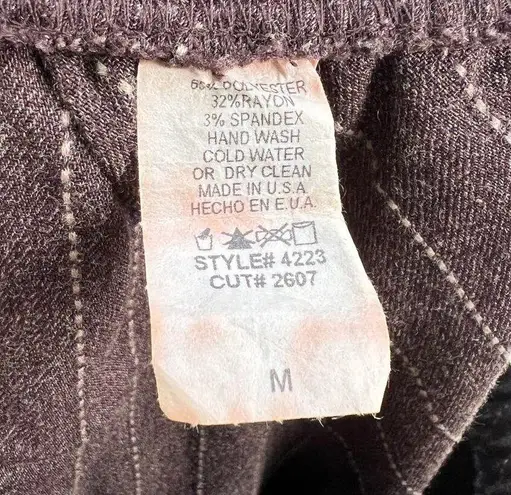 POLYESTER
32%RAYON
3% SPANDEX
HAND WASH
COLD WATER
OR DRY CLEAN
MADE IN U.S.A
HECHO EN E.U.A.
STYLE# 4223
CUT# 2607
M